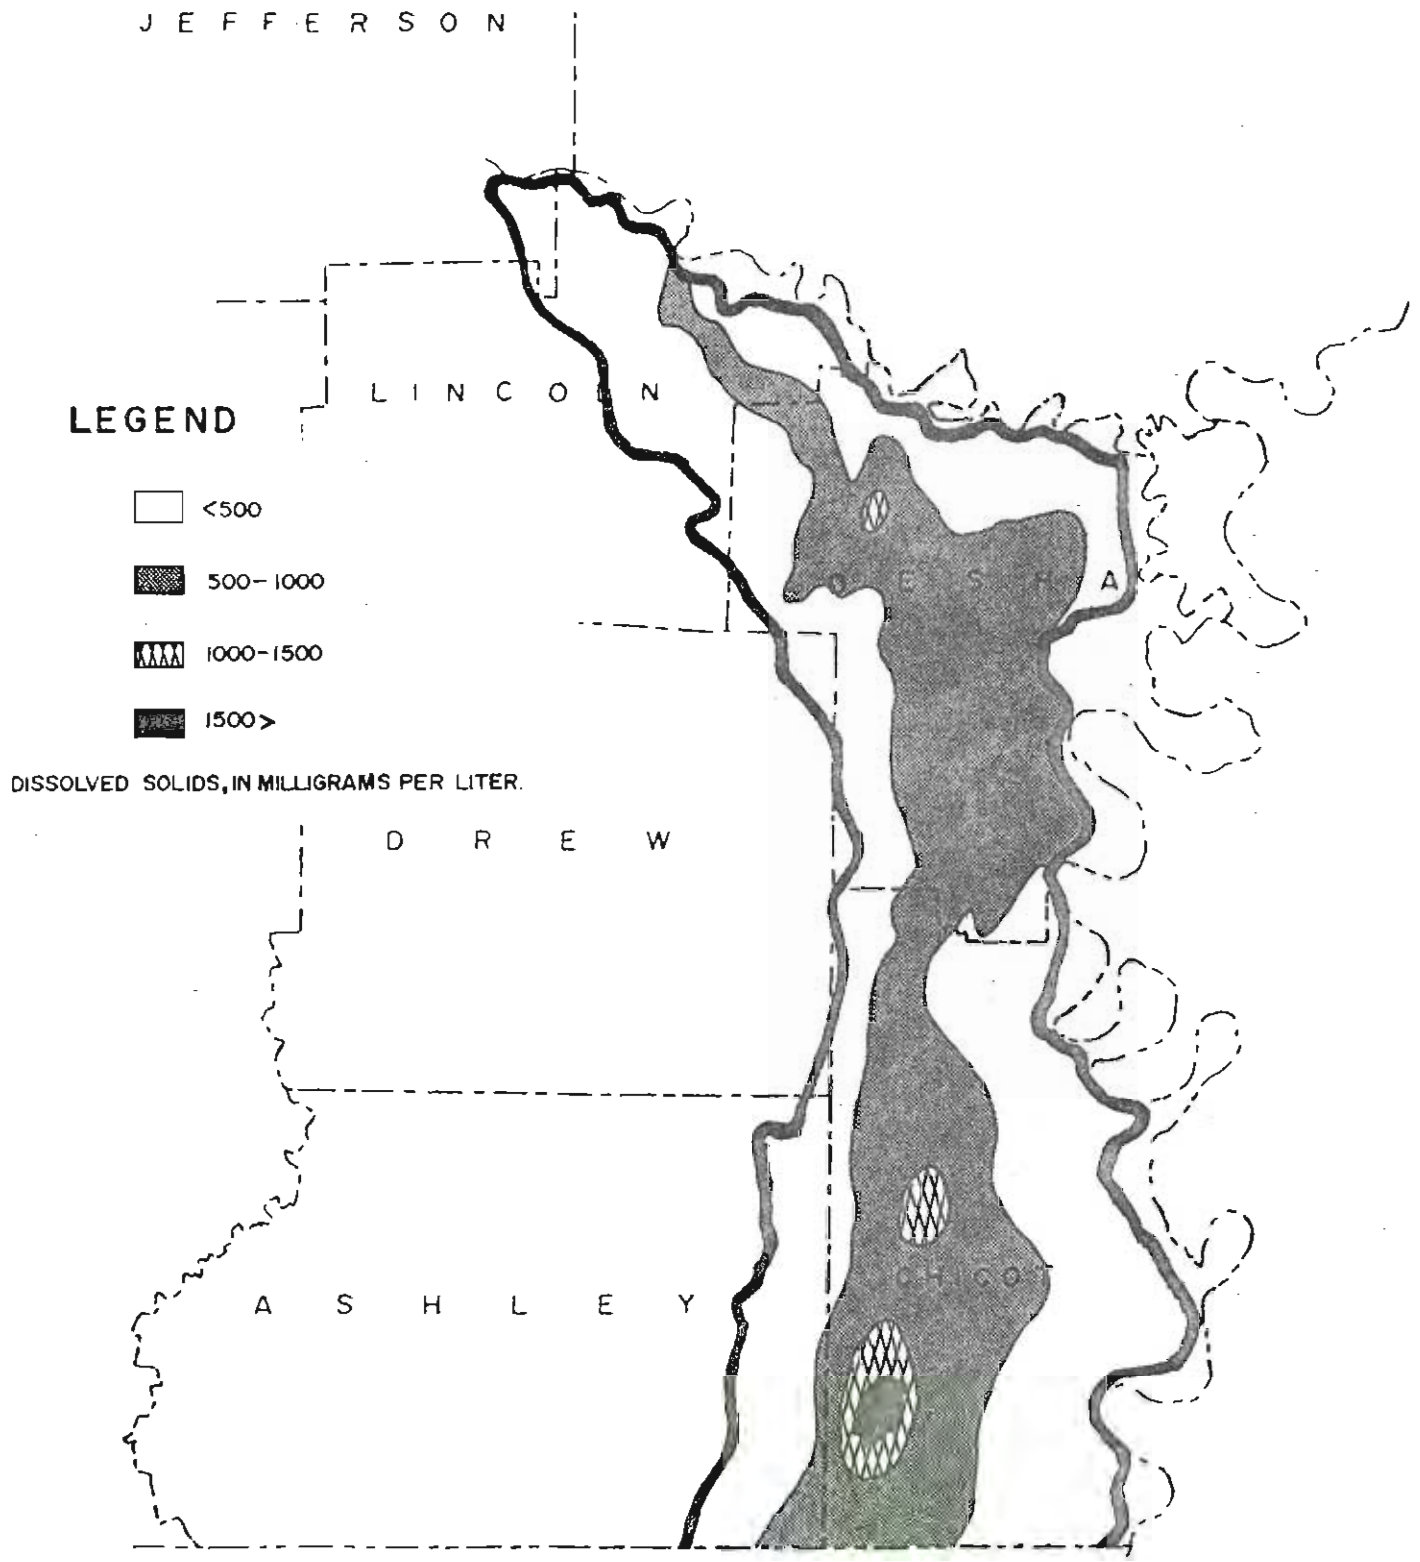 J E F F E R S O N
L I N C O L N
LEGEND
<500
500-1000
1000-1500
1500>
D E S H A
DISSOLVED SOLIDS, IN MILLIGRAMS PER LITER.
D R E W
C H I C O T
A S H L E Y